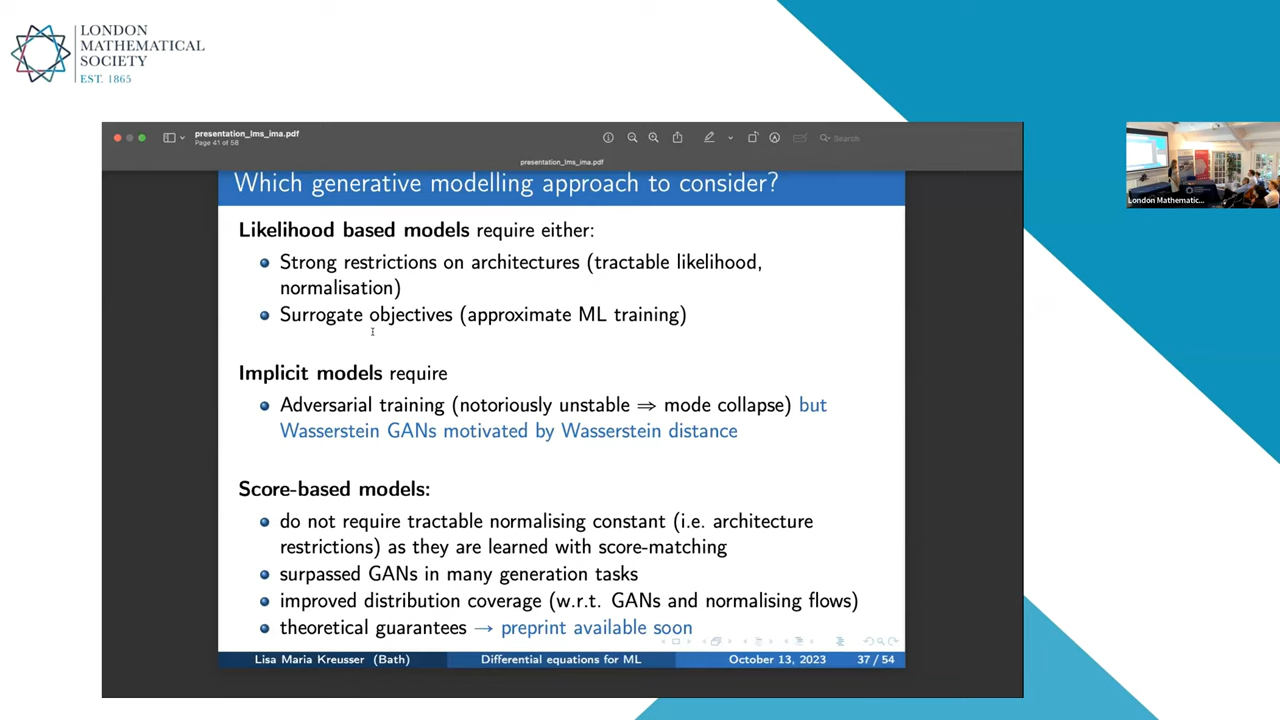 LONDON
MATHEMATICAL
SOCIETY
EST. 1865
presentation_lms_ima.pdf
Page 41 of 58
Search
presentation_lms_ima.pdf
Which generative modelling approach to consider?
Likelihood based models require either:
Strong restrictions on architectures (tractable likelihood,
normalisation)
Surrogate objectives (approximate ML training)
Implicit models require
Adversarial training (notoriously unstable ⇒ mode collapse) but
Wasserstein GANs motivated by Wasserstein distance
Score-based models:
do not require tractable normalising constant (i.e. architecture
restrictions) as they are learned with score-matching
surpassed GANs in many generation tasks
improved distribution coverage (w.r.t. GANs and normalising flows)
theoretical guarantees → preprint available soon
Lisa Maria Kreusser (Bath) Differential equations for ML October 13, 2023 37 / 54
London Mathematic...